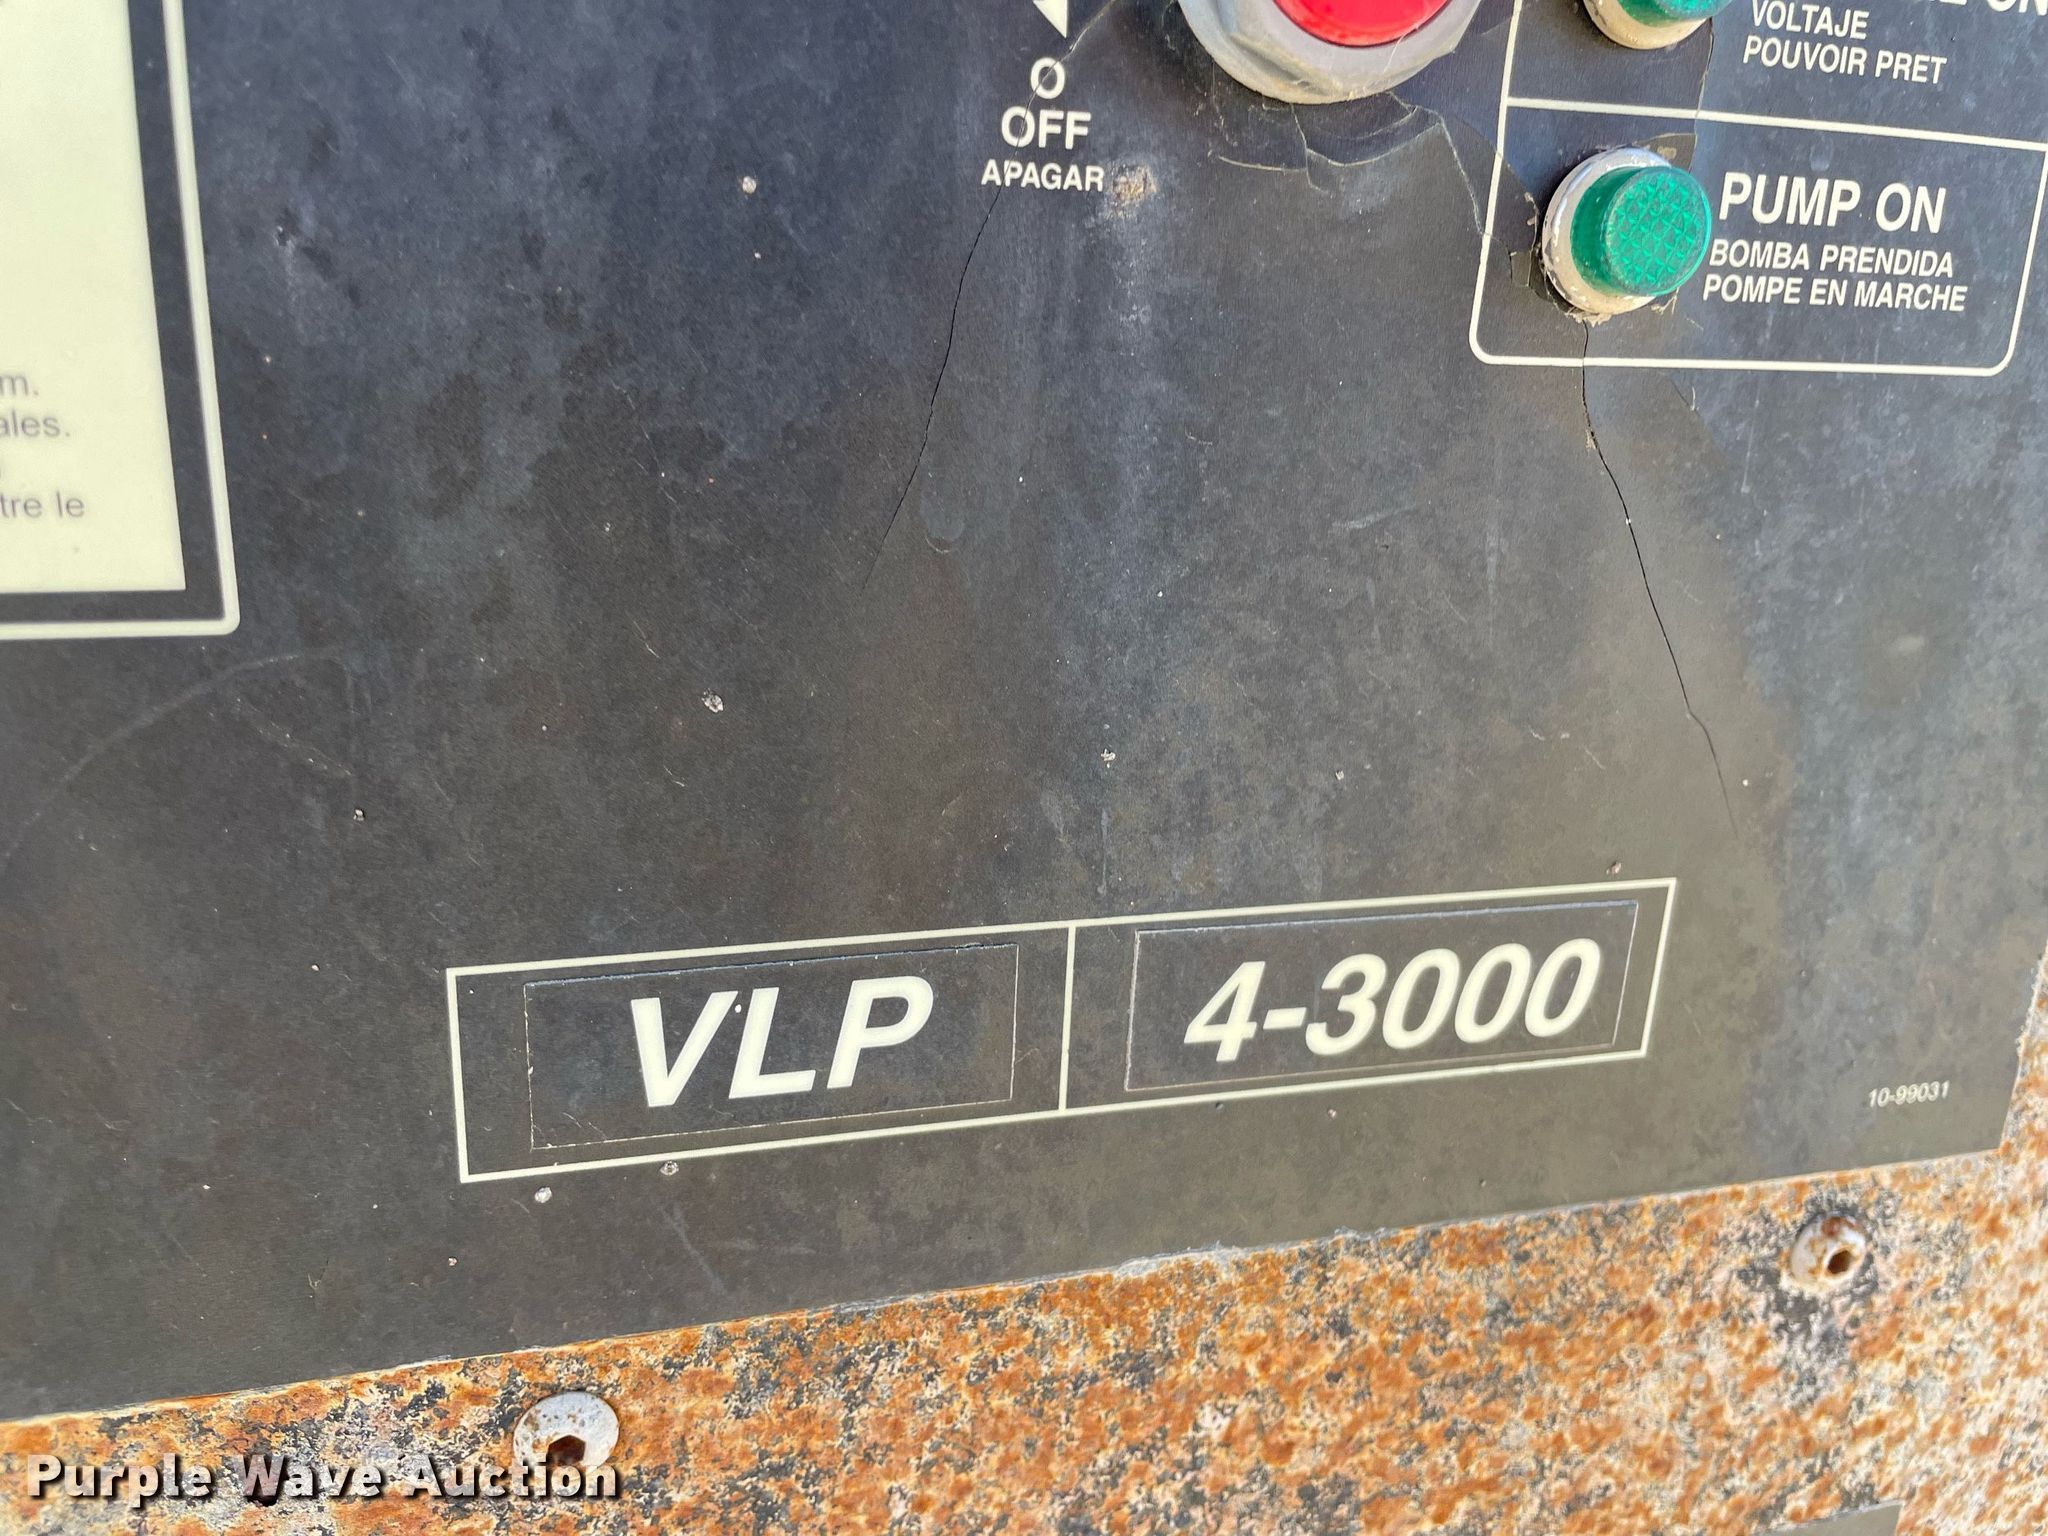 m.
ales.
tre le
O
OFF
APAGAR
ON
VOLTAJE
POUVOIR PRET
PUMP ON
BOMBA PRENDIDA
POMPE EN MARCHE
VLP 4-3000
10-99031
Purple Wave Auction